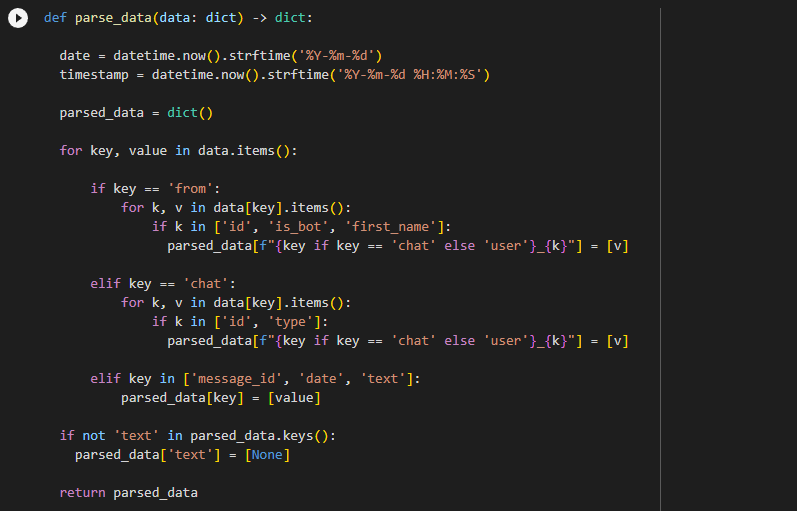 def parse_data(data: dict) -> dict:
date = datetime.now().strftime('%Y-%m-%d')
timestamp = datetime.now().strftime('%Y-%m-%d %H:%M:%S')
parsed_data = dict()
for key, value in data.items():
if key == 'from':
for k, v in data[key].items():
if k in ['id', 'is_bot', 'first_name']:
parsed_data[f"{key if key == 'chat' else 'user'}_{k}"] = [v]
elif key == 'chat':
for k, v in data[key].items():
if k in ['id', 'type']:
parsed_data[f"{key if key == 'chat' else 'user'}_{k}"] = [v]
elif key in ['message_id', 'date', 'text']:
parsed_data[key] = [value]
if not 'text' in parsed_data.keys():
parsed_data['text'] = [None]
return parsed_data